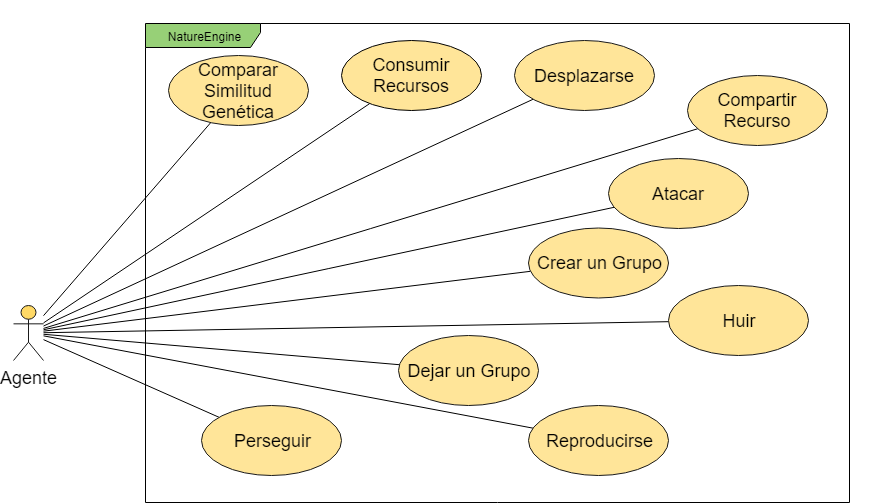 NatureEngine
Comparar
Similitud
Genética
Consumir
Recursos
Desplazarse
Compartir
Recurso
Atacar
Crear un Grupo
Huir
Agente
Dejar un Grupo
Perseguir
Reproducirse